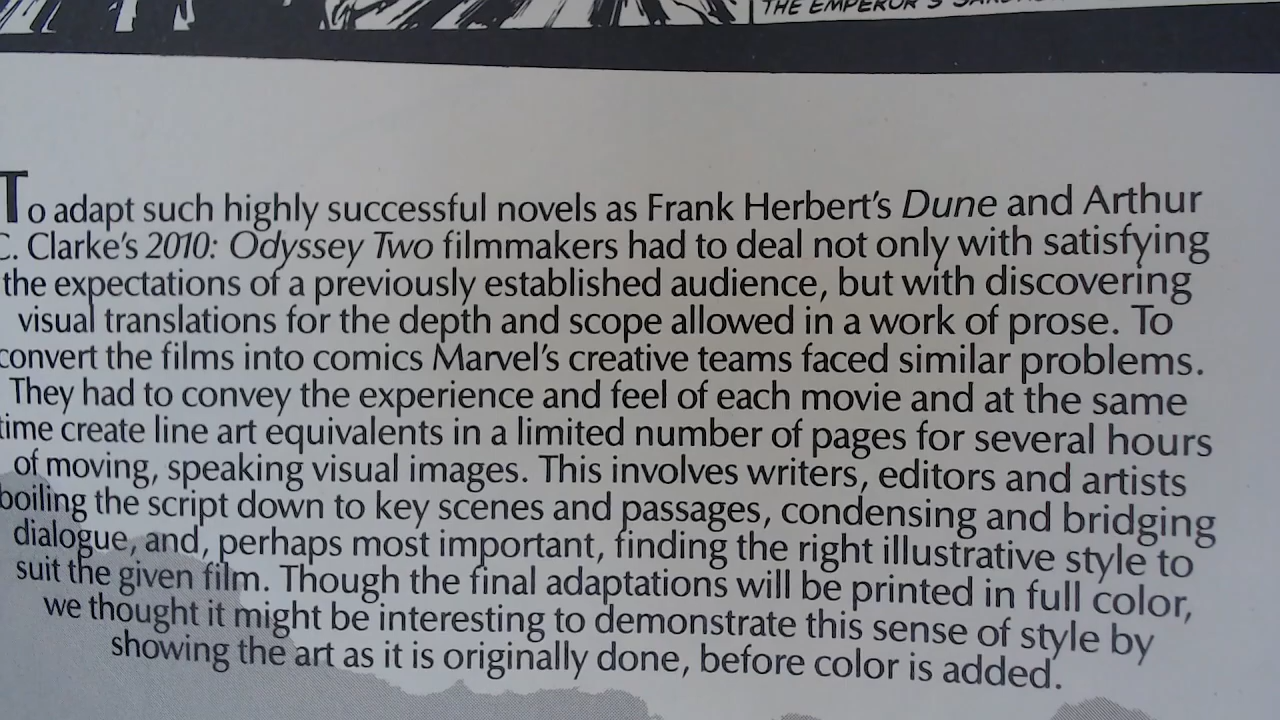 THE EMPEROR'S
To adapt such highly successful novels as Frank Herbert's Dune and Arthur
C. Clarke's 2010: Odyssey Two filmmakers had to deal not only with satisfying
the expectations of a previously established audience, but with discovering
visual translations for the depth and scope allowed in a work of prose. To
convert the films into comics Marvel's creative teams faced similar problems.
They had to convey the experience and feel of each movie and at the same
time create line art equivalents in a limited number of pages for several hours
of moving, speaking visual images. This involves writers, editors and artists
boiling the script down to key scenes and passages, condensing and bridging
dialogue, and, perhaps most important, finding the right illustrative style to
suit the given film. Though the final adaptations will be printed in full color,
we thought it might be interesting to demonstrate this sense of style by
showing the art as it is originally done, before color is added.